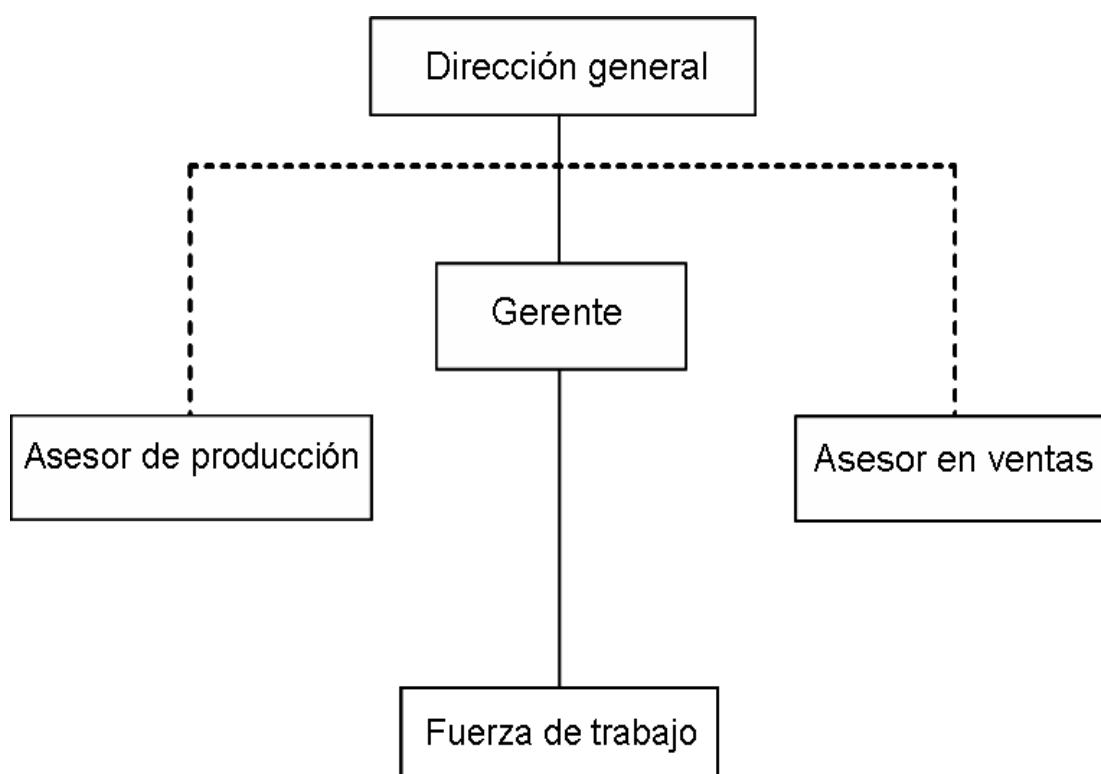 Dirección general
Gerente
Asesor de producción
Asesor en ventas
Fuerza de trabajo